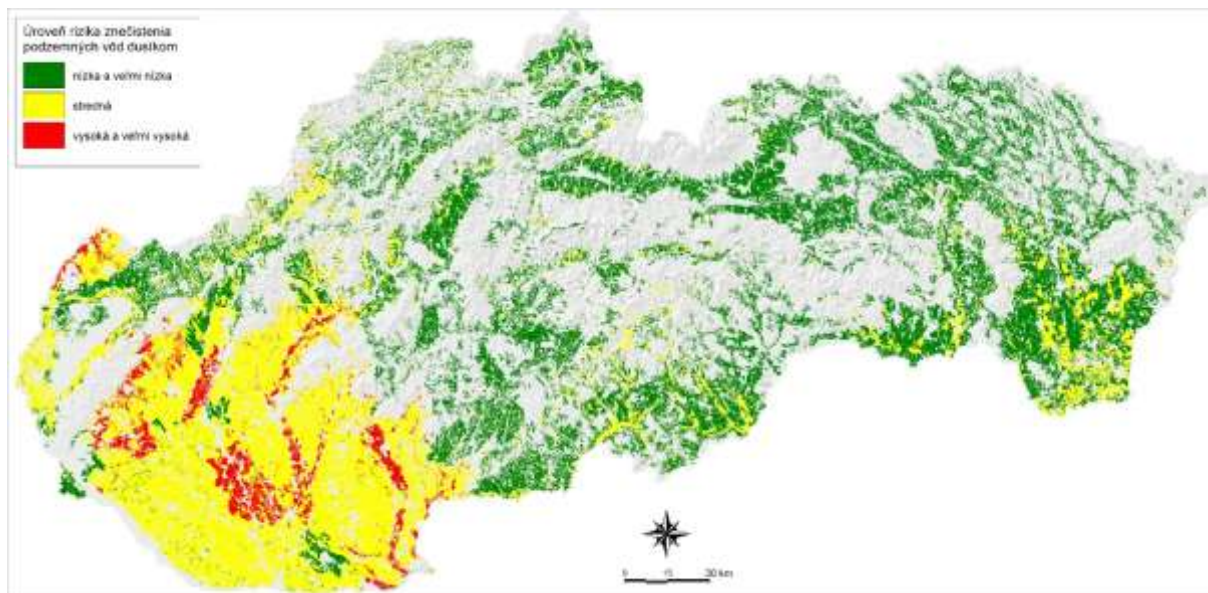 Úroveň rizika znečistenia
podzemných vôd dusíkom
nízka a veľmi nízka
stredná
vysoká a veľmi vysoká
0 15 30 km